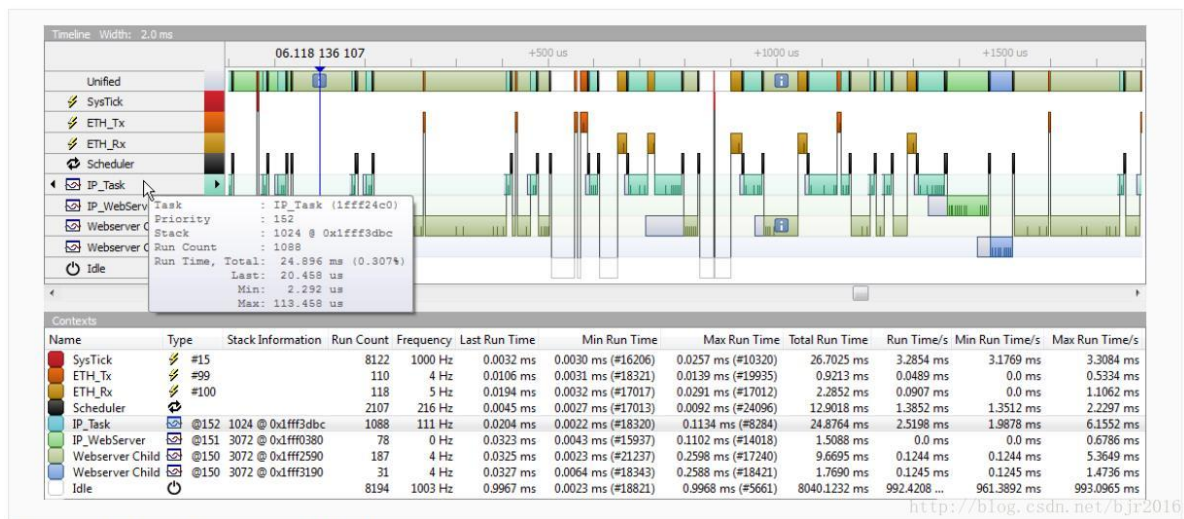 Timeline Width: 2.0 ms
06.118 136 107 +500 us +1000 us +1500 us
Unified
SysTick
ETH_Tx
ETH_Rx
Scheduler
IP_Task
IP_WebServ
Webserver C
Webserver C
Idle
Task : IP_Task (1fff24c0)
Priority : 152
Stack : 1024 @ 0x1fff3dbc
Run Count : 1088
Run Time, Total: 24.896 ms (0.307%)
Last: 20.458 us
Min: 2.292 us
Max: 113.458 us
Contexts
Name Type Stack Information Run Count Frequency Last Run Time Min Run Time Max Run Time Total Run Time Run Time/s Min Run Time/s Max Run Time/s
SysTick #15 8122 1000 Hz 0.0032 ms 0.0030 ms (#16206) 0.0257 ms (#10320) 26.7025 ms 3.2854 ms 3.1769 ms 3.3084 ms
ETH_Tx #99 110 4 Hz 0.0106 ms 0.0031 ms (#18321) 0.0139 ms (#19935) 0.9213 ms 0.0489 ms 0.0 ms 0.5334 ms
ETH_Rx #100 118 5 Hz 0.0194 ms 0.0032 ms (#17017) 0.0291 ms (#17012) 2.2852 ms 0.0907 ms 0.0 ms 1.1062 ms
Scheduler 2107 216 Hz 0.0045 ms 0.0027 ms (#17013) 0.0092 ms (#24096) 12.9018 ms 1.3852 ms 1.3512 ms 2.2297 ms
IP_Task @152 1024 @ 0x1fff3dbc 1088 111 Hz 0.0204 ms 0.0022 ms (#18320) 0.1134 ms (#8284) 24.8764 ms 2.5198 ms 1.9878 ms 6.1552 ms
IP_WebServer @151 3072 @ 0x1fff0380 78 0 Hz 0.0323 ms 0.0043 ms (#15937) 0.1102 ms (#14018) 1.5088 ms 0.0 ms 0.0 ms 0.6786 ms
Webserver Child @150 3072 @ 0x1fff2590 187 4 Hz 0.0325 ms 0.0023 ms (#21237) 0.2598 ms (#17240) 9.6695 ms 0.1244 ms 0.1244 ms 5.3649 ms
Webserver Child @150 3072 @ 0x1fff3190 31 4 Hz 0.0327 ms 0.0064 ms (#18343) 0.2588 ms (#18421) 1.7690 ms 0.1245 ms 0.1245 ms 1.4736 ms
Idle 8194 1003 Hz 0.9967 ms 0.0023 ms (#18821) 0.9968 ms (#5661) 8040.1232 ms 992.4208 ... 961.3892 ms 993.0965 ms
http://blog.csdn.net/bjr2016